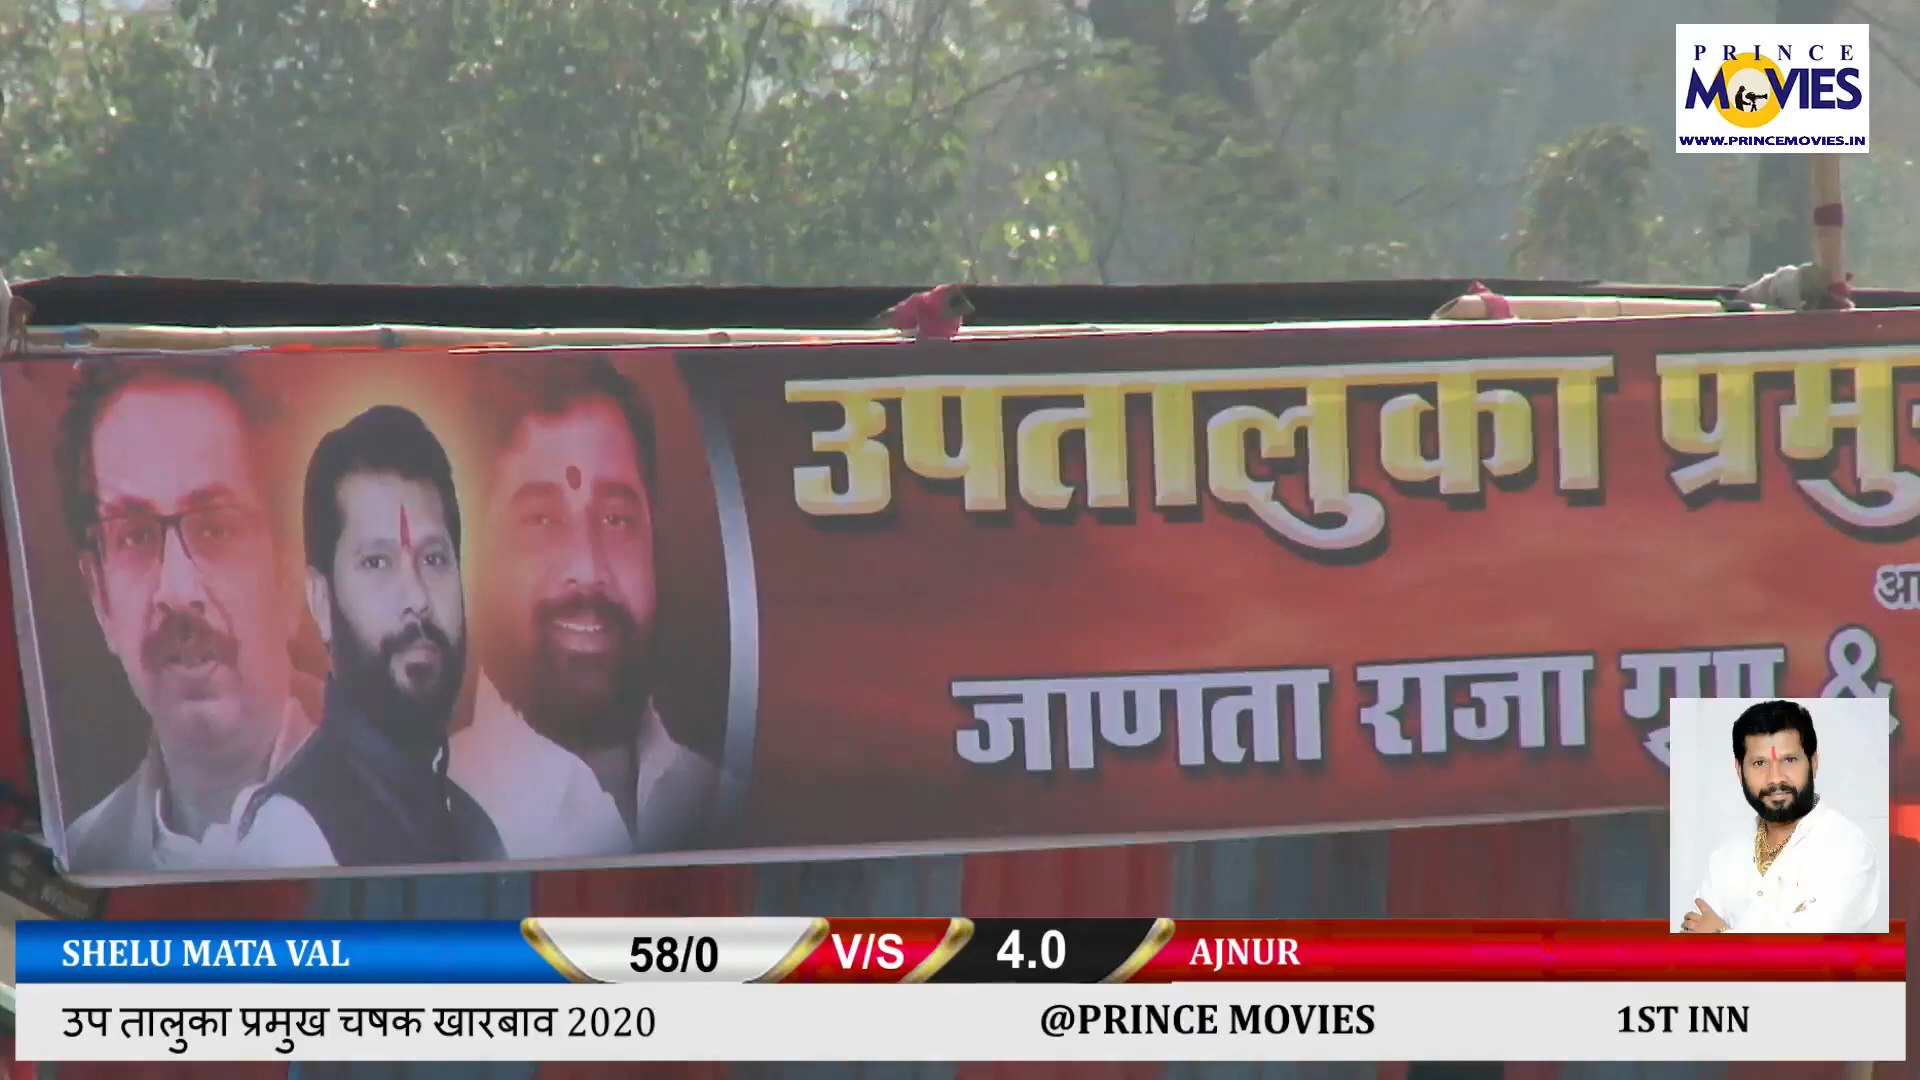 PRINCE
MOVIES
WWW.PRINCEMOVIES.IN
उपतालुका
जाणता राजा &
SHELU MATA VAL 58/0 V/S 4.0 AJNUR
उप तालुका प्रमुख चषक खारबाव 2020 @PRINCE MOVIES 1ST INN